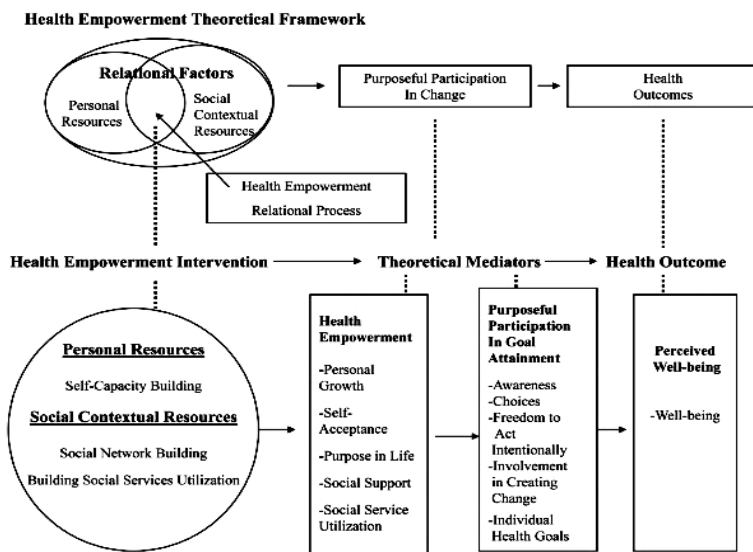 Health Empowerment Theoretical Framework
Relational Factors
Personal
Resources
Social
Contextual
Resources
Purposeful Participation
In Change
Health
Outcomes
Health Empowerment
Relational Process
Health Empowerment Intervention
Theoretical Mediators
Health Outcome
Personal Resources
Self-Capacity Building
Social Contextual Resources
Social Network Building
Building Social Services Utilization
Health
Empowerment
-Personal
Growth
-Self-
Acceptance
-Purpose in Life
-Social Support
-Social Service
Utilization
Purposeful
Participation
In Goal
Attainment
-Awareness
-Choices
-Freedom to
Act
Intentionally
-Involvement
in Creating
Change
-Individual
Health Goals
Perceived
Well-being
-Well-being